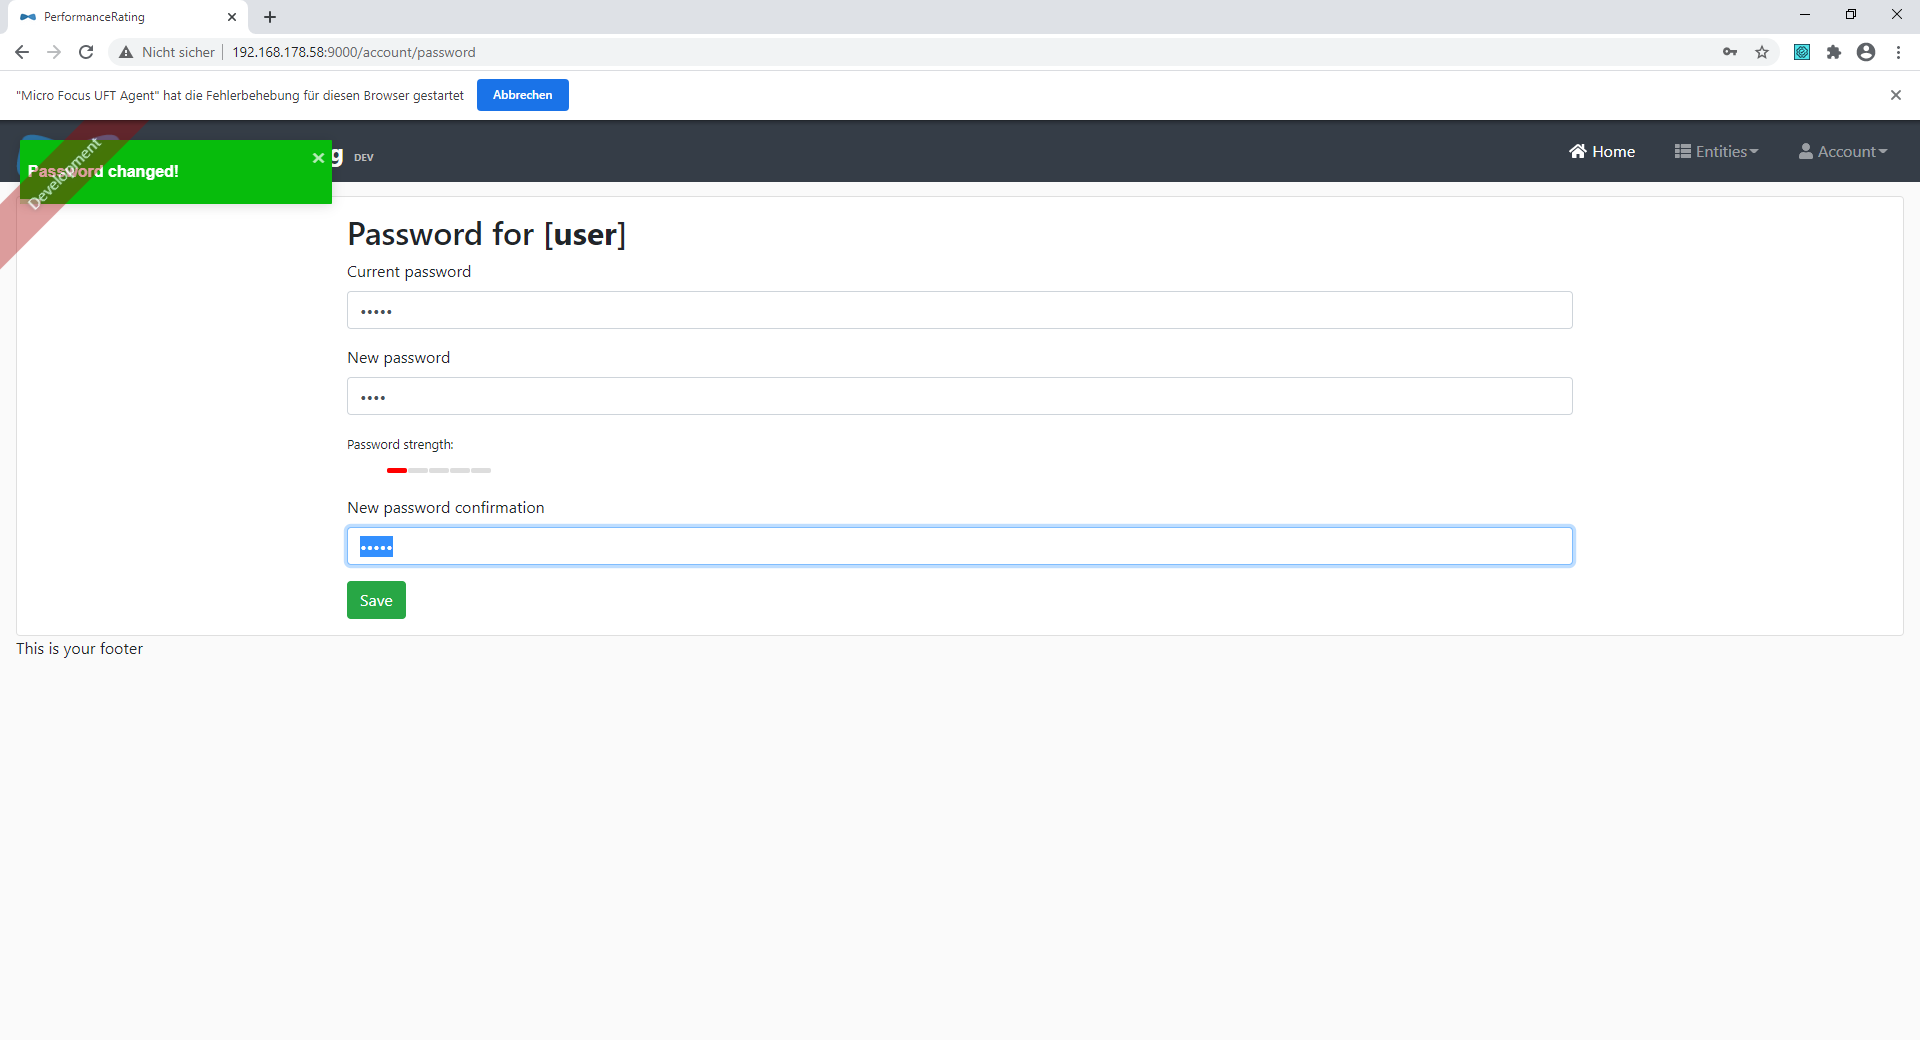 PerformanceRating
Nicht sicher
192.168.178.58:9000/account/password
"Micro Focus UFT Agent" hat die Fehlerbehebung für diesen Browser gestartet
Abbrechen
Development
Password changed!
g DEV
Home
Entities
Account
Password for [user]
Current password
•••••
New password
••••
Password strength:
New password confirmation
•••••
Save
This is your footer